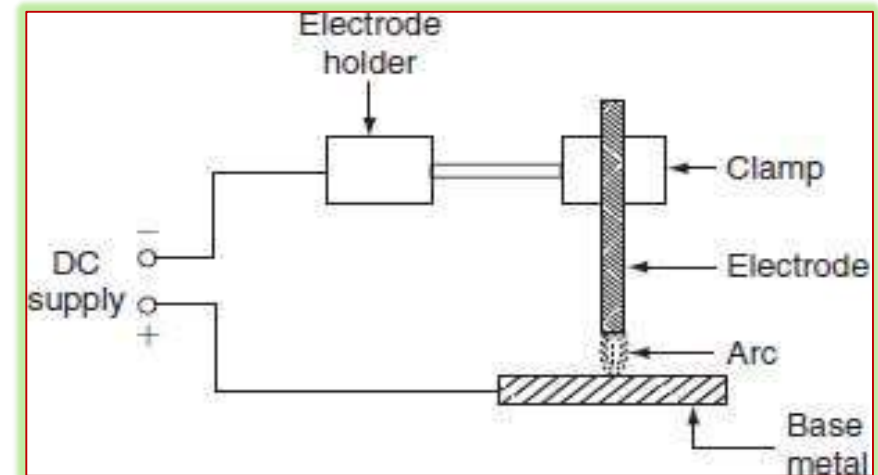 Electrode
holder
Clamp
−
DC
supply
+
Electrode
Arc
Base
metal